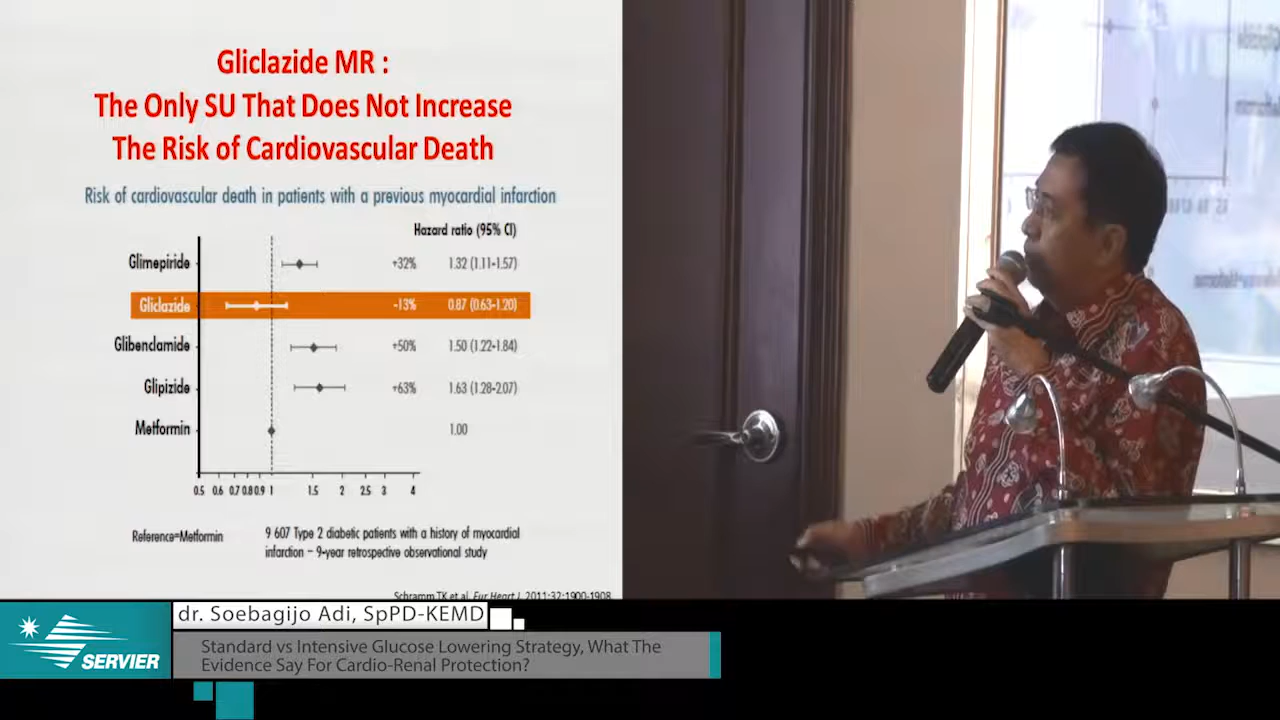 Gliclazide MR :
The Only SU That Does Not Increase
The Risk of Cardiovascular Death
Risk of cardiovascular death in patients with a previous myocardial infarction
Hazard ratio (95% CI)
Glimepiride +32% 1.32 (1.11-1.57)
Gliclazide -13% 0.87 (0.63-1.20)
Glibenclamide +50% 1.50 (1.22-1.84)
Glipizide +63% 1.63 (1.28-2.07)
Metformin 1.00
0.5 0.6 0.7 0.8 0.9 1 1.5 2 2.5 3 4
Reference=Metformin
9 607 Type 2 diabetic patients with a history of myocardial
infarction – 9-year retrospective observational study
Schramm TK et al. Eur Heart J. 2011;32:1900-1908
dr. Soebagijo Adi, SpPD-KEMD
SERVIER
Standard vs Intensive Glucose Lowering Strategy, What The
Evidence Say For Cardio-Renal Protection?